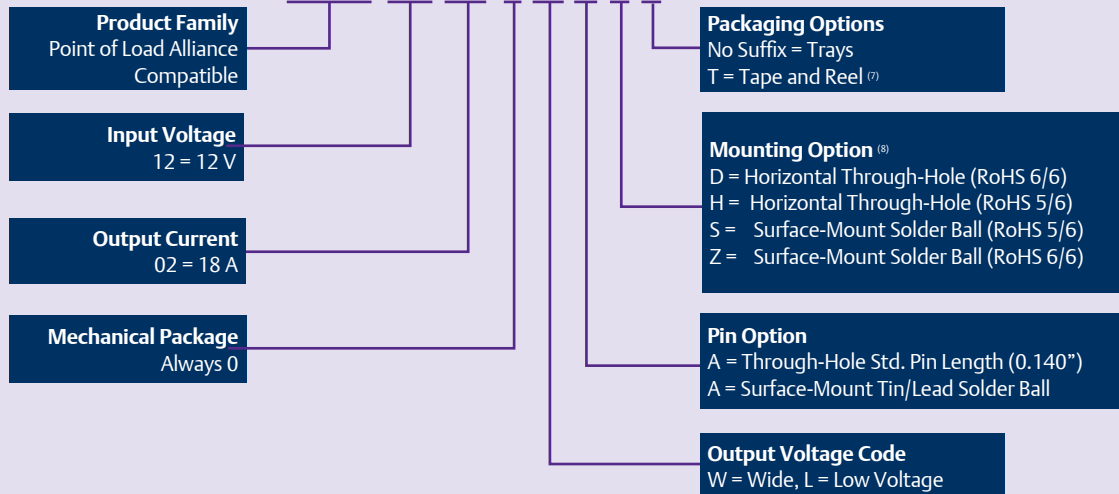 Product Family
Point of Load Alliance
Compatible
Input Voltage
12 = 12 V
Output Current
02 = 18 A
Mechanical Package
Always 0
Packaging Options
No Suffix = Trays
T = Tape and Reel (7)
Mounting Option (8)
D = Horizontal Through-Hole (RoHS 6/6)
H = Horizontal Through-Hole (RoHS 5/6)
S = Surface-Mount Solder Ball (RoHS 5/6)
Z = Surface-Mount Solder Ball (RoHS 6/6)
Pin Option
A = Through-Hole Std. Pin Length (0.140”)
A = Surface-Mount Tin/Lead Solder Ball
Output Voltage Code
W = Wide, L = Low Voltage